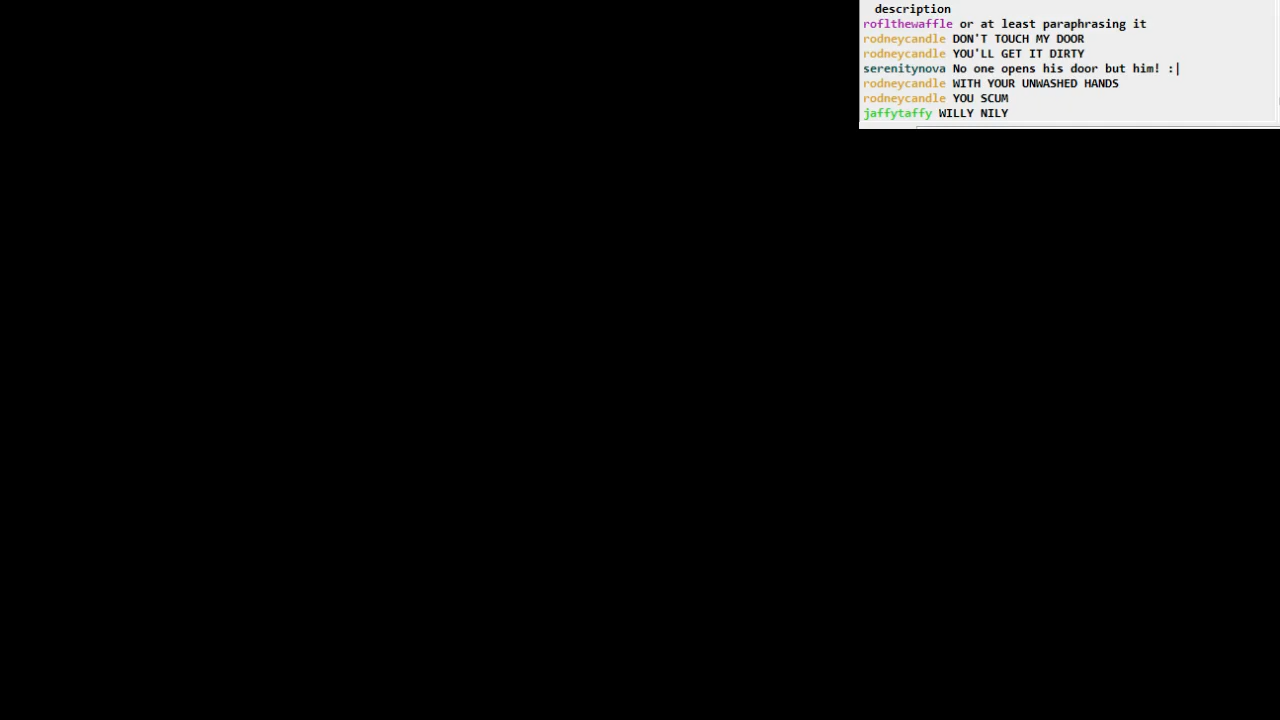 description
roflthewaffle or at least paraphrasing it
rodneycandle DON'T TOUCH MY DOOR
rodneycandle YOU'LL GET IT DIRTY
serenitynova No one opens his door but him! :|
rodneycandle WITH YOUR UNWASHED HANDS
rodneycandle YOU SCUM
jaffytaffy WILLY NILY